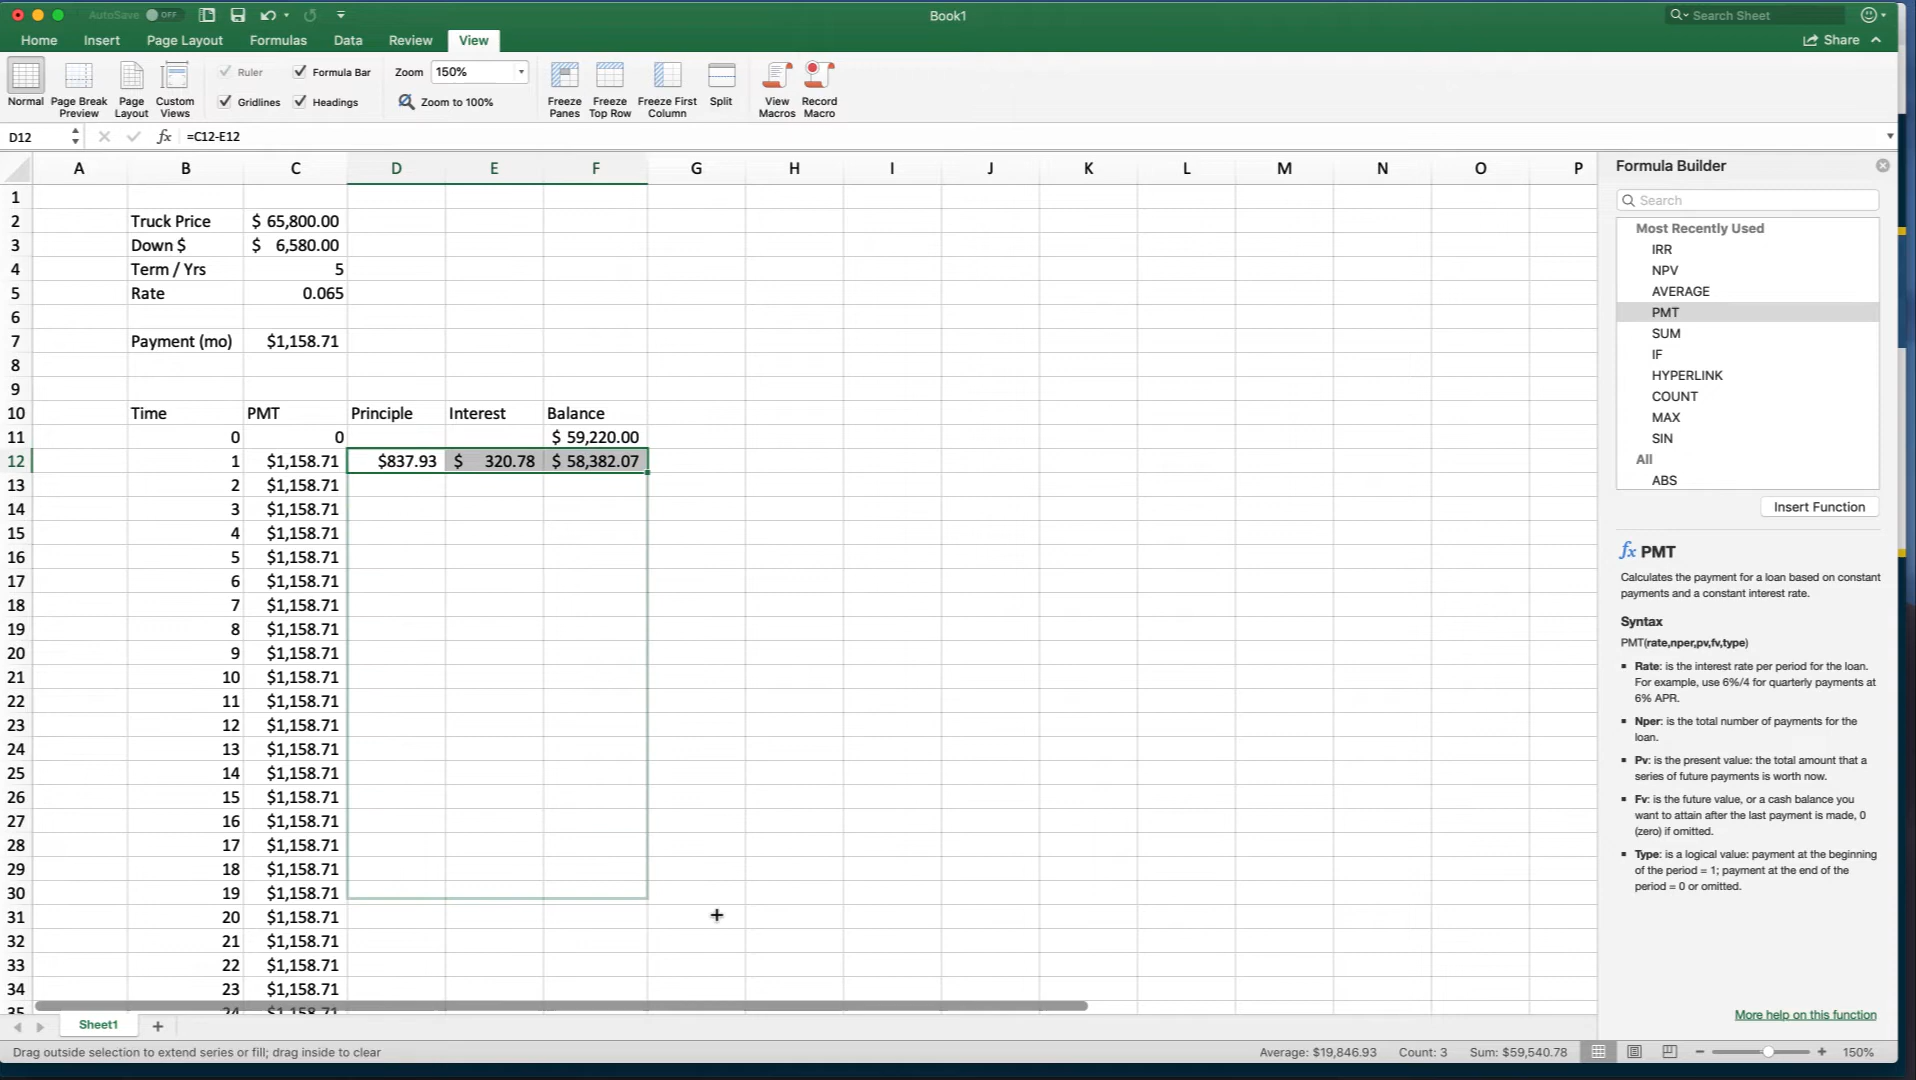 AutoSave OFF
Book1
Search Sheet
Home Insert Page Layout Formulas Data Review View
Share
Ruler Formula Bar Zoom 150%
Gridlines Headings Zoom to 100%
Normal Page Break Preview Page Layout Custom Views
Freeze Panes Freeze Top Row Freeze First Column Split View Macros Record Macro
D12 fx =C12-E12
A B C D E F G H I J K L M N O P
1
2 Truck Price $ 65,800.00
3 Down $ $ 6,580.00
4 Term / Yrs 5
5 Rate 0.065
6
7 Payment (mo) $1,158.71
8
9
10 Time PMT Principle Interest Balance
11 0 0 $ 59,220.00
12 1 $1,158.71 $837.93 $ 320.78 $ 58,382.07
13 2 $1,158.71
14 3 $1,158.71
15 4 $1,158.71
16 5 $1,158.71
17 6 $1,158.71
18 7 $1,158.71
19 8 $1,158.71
20 9 $1,158.71
21 10 $1,158.71
22 11 $1,158.71
23 12 $1,158.71
24 13 $1,158.71
25 14 $1,158.71
26 15 $1,158.71
27 16 $1,158.71
28 17 $1,158.71
29 18 $1,158.71
30 19 $1,158.71
31 20 $1,158.71
32 21 $1,158.71
33 22 $1,158.71
34 23 $1,158.71
35 24 $1,158.71
Sheet1
Drag outside selection to extend series or fill; drag inside to clear
Average: $19,846.93 Count: 3 Sum: $59,540.78 150%
Formula Builder
Search
Most Recently Used
IRR
NPV
AVERAGE
PMT
SUM
IF
HYPERLINK
COUNT
MAX
SIN
All
ABS
Insert Function
fx PMT
Calculates the payment for a loan based on constant
payments and a constant interest rate.
Syntax
PMT(rate,nper,pv,fv,type)
Rate: is the interest rate per period for the loan.
For example, use 6%/4 for quarterly payments at
6% APR.
Nper: is the total number of payments for the
loan.
Pv: is the present value: the total amount that a
series of future payments is worth now.
Fv: is the future value, or a cash balance you
want to attain after the last payment is made, 0
(zero) if omitted.
Type: is a logical value: payment at the beginning
of the period = 1; payment at the end of the
period = 0 or omitted.
More help on this function